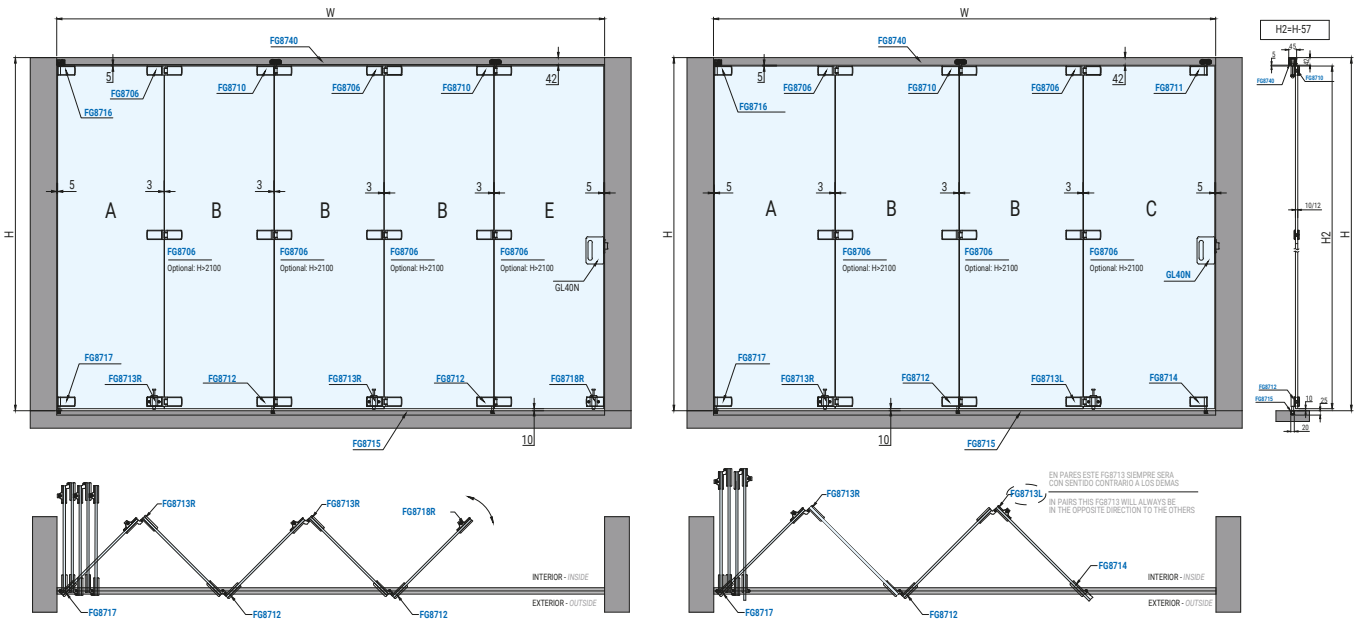 W
FG8740
5
42
FG8706
FG8710
FG8706
FG8710
FG8716
H
5
3
3
3
3
5
A
B
B
B
E
FG8706
Optional: H>2100
FG8706
Optional: H>2100
FG8706
Optional: H>2100
FG8706
Optional: H>2100
GL40N
FG8717
FG8713R
FG8712
FG8713R
FG8712
FG8718R
FG8715
10
W
FG8740
5
42
FG8706
FG8710
FG8706
FG8711
FG8716
H
5
3
3
3
5
A
B
B
C
FG8706
Optional: H>2100
FG8706
Optional: H>2100
FG8706
Optional: H>2100
GL40N
FG8717
FG8713R
FG8712
FG8713L
FG8714
10
FG8715
H2=H-57
45
5
42
FG8740
FG8710
10/12
H2
H
FG8712
FG8715
10
25
20
FG8713R
FG8713R
FG8718R
INTERIOR - INSIDE
EXTERIOR - OUTSIDE
FG8717
FG8712
FG8712
FG8713R
FG8713L
EN PARES ESTE FG8713 SIEMPRE SERA
CON SENTIDO CONTRARIO A LOS DEMAS
IN PAIRS THIS FG8713 WILL ALWAYS BE
IN THE OPPOSITE DIRECTION TO THE OTHERS
FG8714
INTERIOR - INSIDE
EXTERIOR - OUTSIDE
FG8717
FG8712